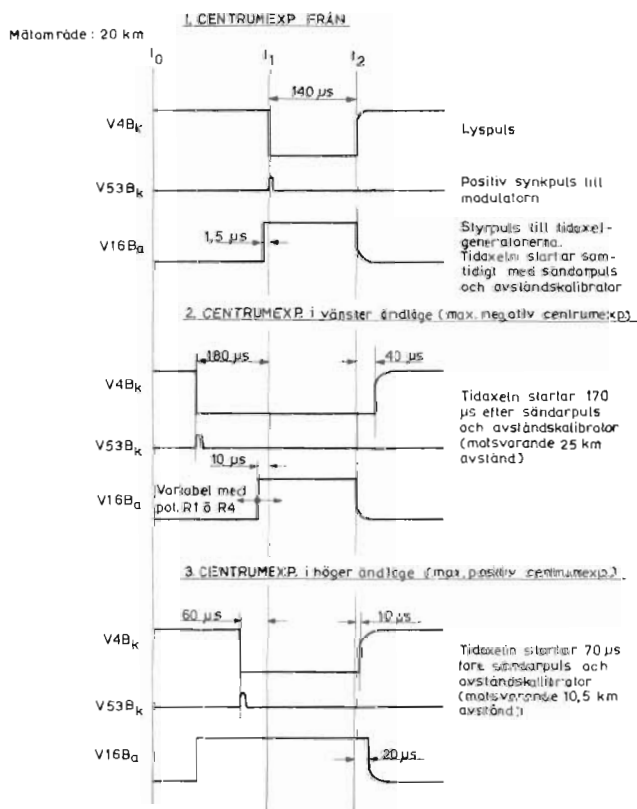 1. CENTRUMEXP FRÅN
Mätområde: 20 km
I0 I1 I2
140 µs
V4Bk
Lyspuls
V53Bk
Positiv synkpuls till
modulatorn
V16Ba
1,5 µs
Styrpuls till tidaxel-
generatorerna.
Tidaxeln startar sam-
tidigt med sändarpuls
och avståndskalibrator
2. CENTRUMEXP. i vänster ändläge (max. negativ centrumexp)
180 µs
40 µs
V4Bk
Tidaxeln startar 170
µs efter sändarpuls
och avståndskalibrator
(motsvarande 25 km
avstånd)
V53Bk
10 µs
Variabel med
pot. R1 ö R4
V16Ba
3. CENTRUMEXP. i höger ändläge (max. positiv centrumexp.)
60 µs
10 µs
V4Bk
Tidaxeln startar 70 µs
före sändarpuls och
avståndskalibrator
(motsvarande 10,5 km
avstånd)
V53Bk
V16Ba
20 µs